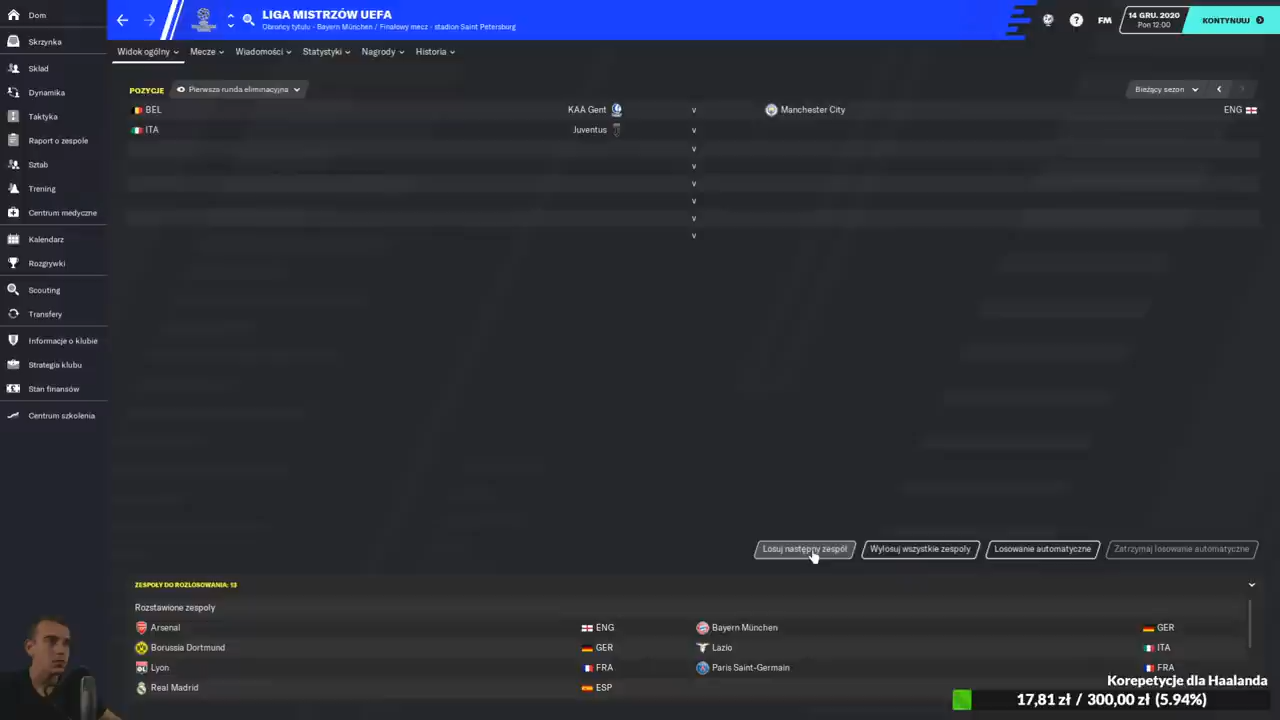 Dom
Skrzynka
Skład
Dynamika
Taktyka
Raport o zespole
Sztab
Trening
Centrum medyczne
Kalendarz
Rozgrywki
Scouting
Transfery
Informacje o klubie
Strategia klubu
Stan finansów
Centrum szkolenia
LIGA MISTRZÓW UEFA
Obrońcy tytułu - Bayern München / Finałowy mecz - stadion Saint Petersburg
FM
14 GRU. 2020
Pon 12:00
KONTYNUUJ
Widok ogólny Mecze Wiadomości Statystyki Nagrody Historia
POZYCJE Pierwsza runda eliminacyjna Bieżący sezon
BEL KAA Gent v Manchester City ENG
ITA Juventus v
v
v
v
v
v
v
Losuj następny zespół Wylosuj wszystkie zespoły Losowanie automatyczne Zatrzymaj losowanie automatyczne
ZESPOŁY DO ROZLOSOWANIA: 13
Rozstawione zespoły
Arsenal ENG Bayern München GER
Borussia Dortmund GER Lazio ITA
Lyon FRA Paris Saint-Germain FRA
Real Madrid ESP
Korepetycje dla Haalanda
17,81 zł / 300,00 zł (5.94%)